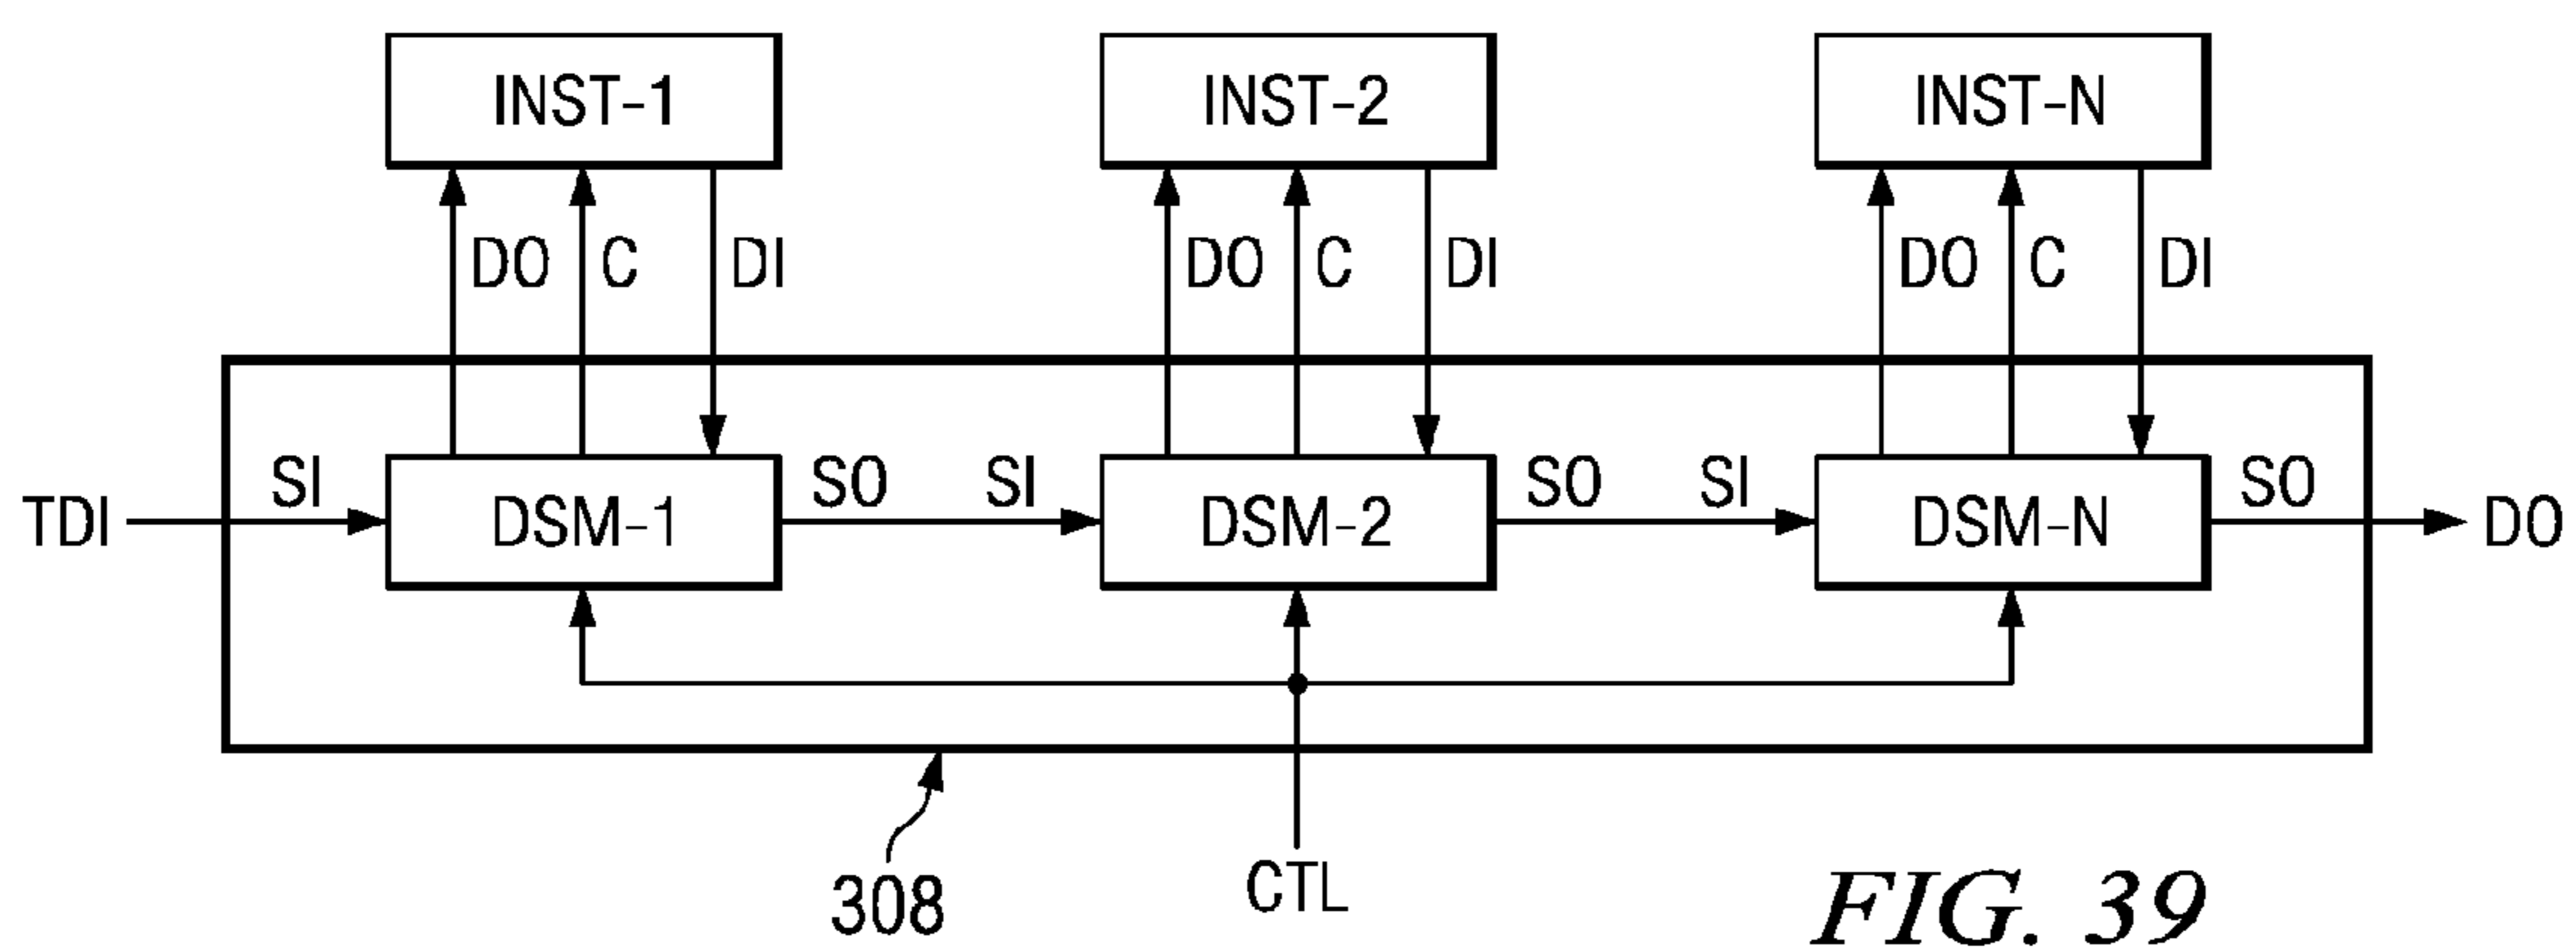 INST-1 INST-2 INST-N
DO C DI DO C DI DO C DI
TDI SI DSM-1 SO SI DSM-2 SO SI DSM-N SO DO
308 CTL FIG. 39